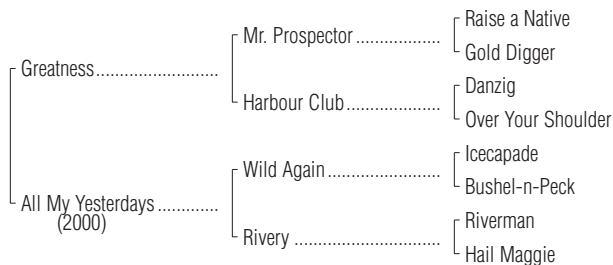 Raise a Native
Mr. Prospector ..................
Gold Digger
Greatness..........................
Danzig
Harbour Club....................
Over Your Shoulder
Icecapade
Wild Again ........................
Bushel-n-Peck
All My Yesterdays .............
(2000)
Riverman
Rivery ...............................
Hail Maggie